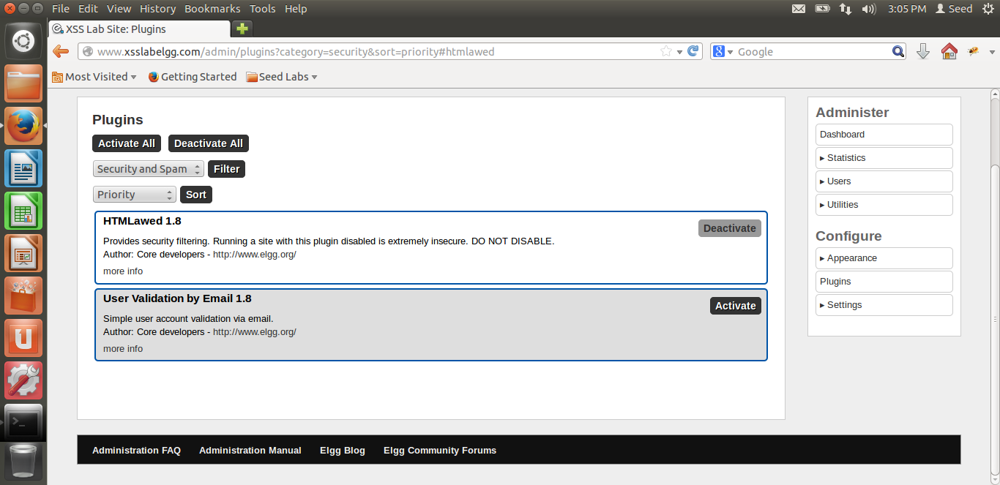 File Edit View History Bookmarks Tools Help 3:05 PM Seed
XSS Lab Site: Plugins
www.xsslabelgg.com/admin/plugins?category=security&sort=priority#htmlawed Google
Most Visited Getting Started Seed Labs
Plugins
Activate All Deactivate All
Security and Spam Filter
Priority Sort
HTMLawed 1.8
Deactivate
Provides security filtering. Running a site with this plugin disabled is extremely insecure. DO NOT DISABLE.
Author: Core developers - http://www.elgg.org/
more info
User Validation by Email 1.8
Activate
Simple user account validation via email.
Author: Core developers - http://www.elgg.org/
more info
Administer
Dashboard
▸ Statistics
▸ Users
▸ Utilities
Configure
▸ Appearance
Plugins
▸ Settings
Administration FAQ Administration Manual Elgg Blog Elgg Community Forums